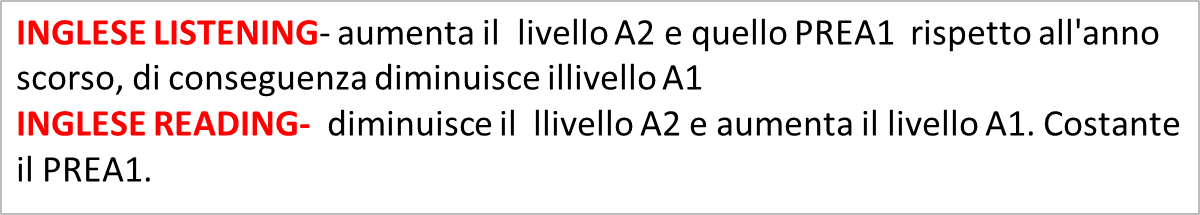 INGLESE LISTENING- aumenta il  livello A2 e quello PREA1  rispetto all'anno
scorso, di conseguenza diminuisce illivello A1
INGLESE READING-  diminuisce il  llivello A2 e aumenta il livello A1. Costante
il PREA1.